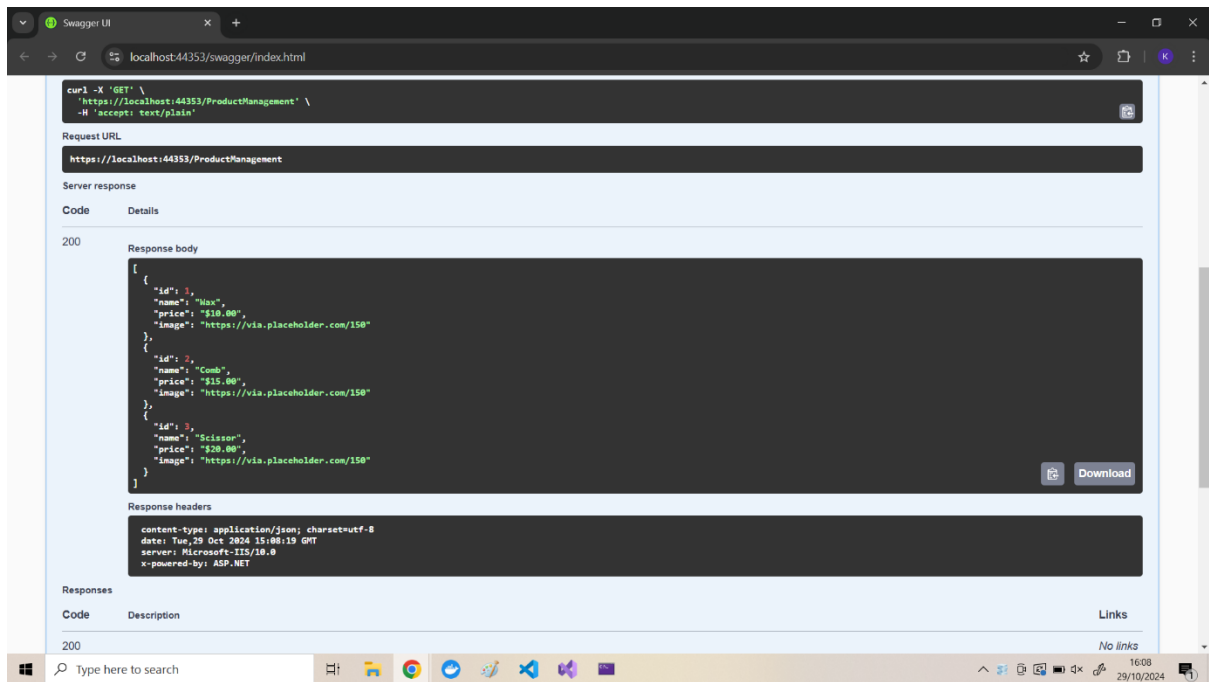 Swagger UI
localhost:44353/swagger/index.html
K
curl -X 'GET' \
'https://localhost:44353/ProductManagement' \
-H 'accept: text/plain'
Request URL
https://localhost:44353/ProductManagement
Server response
Code Details
200
Response body
[
{
"id": 1,
"name": "Wax",
"price": "$10.00",
"image": "https://via.placeholder.com/150"
},
{
"id": 2,
"name": "Comb",
"price": "$15.00",
"image": "https://via.placeholder.com/150"
},
{
"id": 3,
"name": "Scissor",
"price": "$20.00",
"image": "https://via.placeholder.com/150"
}
]
Download
Response headers
content-type: application/json; charset=utf-8
date: Tue,29 Oct 2024 15:08:19 GMT
server: Microsoft-IIS/10.0
x-powered-by: ASP.NET
Responses
Code Description Links
200 No links
Type here to search
16:08
29/10/2024
1